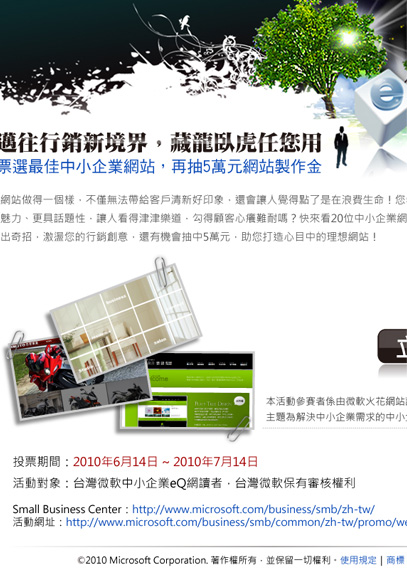 邁往行銷新境界，藏龍臥虎任您用
票選最佳中小企業網站，再抽5萬元網站製作金
網站做得一個樣，不僅無法帶給客戶清新好印象，還會讓人覺得點了是在浪費生命！您
魅力、更具話題性，讓人看得津津樂道，勾得顧客心癢難耐嗎？快來看20位中小企業網
出奇招，激盪您的行銷創意，還有機會抽中5萬元，助您打造心目中的理想網站！
本活動參賽者係由微軟火花網站
主題為解決中小企業需求的中小
投票期間：2010年6月14日 ~ 2010年7月14日
活動對象：台灣微軟中小企業eQ網讀者，台灣微軟保有審核權利
Small Business Center：http://www.microsoft.com/business/smb/zh-tw/
活動網址：http://www.microsoft.com/business/smb/common/zh-tw/promo/we
©2010 Microsoft Corporation. 著作權所有，並保留一切權利。使用規定 | 商標